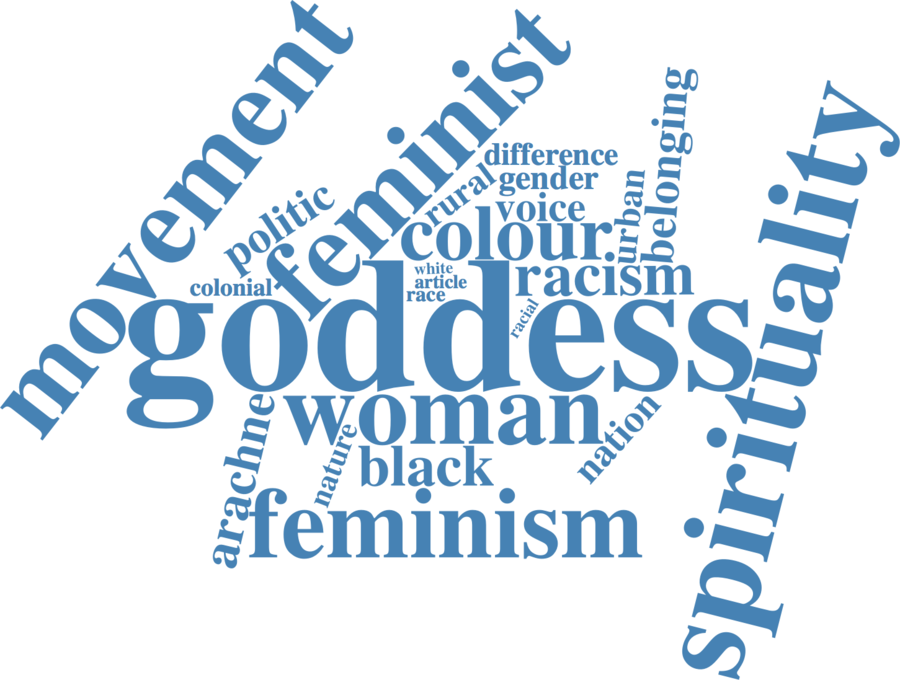 movement
feminist
spirituality
belonging
difference
gender
rural
urban
politic
voice
colour
white
article
race
racism
colonial
racial
goddess
woman
nation
arachne
nature
black
feminism